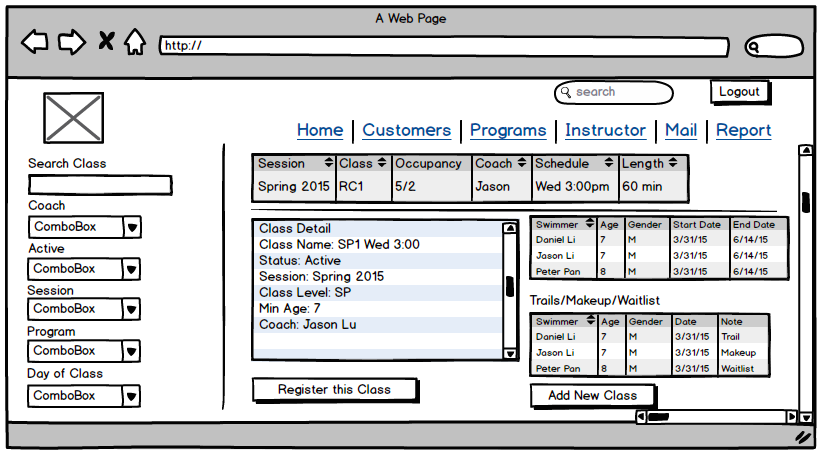 A Web Page
http://
search
Logout
Home Customers Programs Instructor Mail Report
Search Class
Coach
ComboBox
Active
ComboBox
Session
ComboBox
Program
ComboBox
Day of Class
ComboBox
Session Class Occupancy Coach Schedule Length
Spring 2015 RC1 5/2 Jason Wed 3:00pm 60 min
Class Detail
Class Name: SP1 Wed 3:00
Status: Active
Session: Spring 2015
Class Level: SP
Min Age: 7
Coach: Jason Lu
Register this Class
Swimmer Age Gender Start Date End Date
Daniel Li 7 M 3/31/15 6/14/15
Jason Li 7 M 3/31/15 6/14/15
Peter Pan 8 M 3/31/15 6/14/15
Trails/Makeup/Waitlist
Swimmer Age Gender Date Note
Daniel Li 7 M 3/31/15 Trail
Jason Li 7 M 3/31/15 Makeup
Peter Pan 8 M 3/31/15 Waitlist
Add New Class